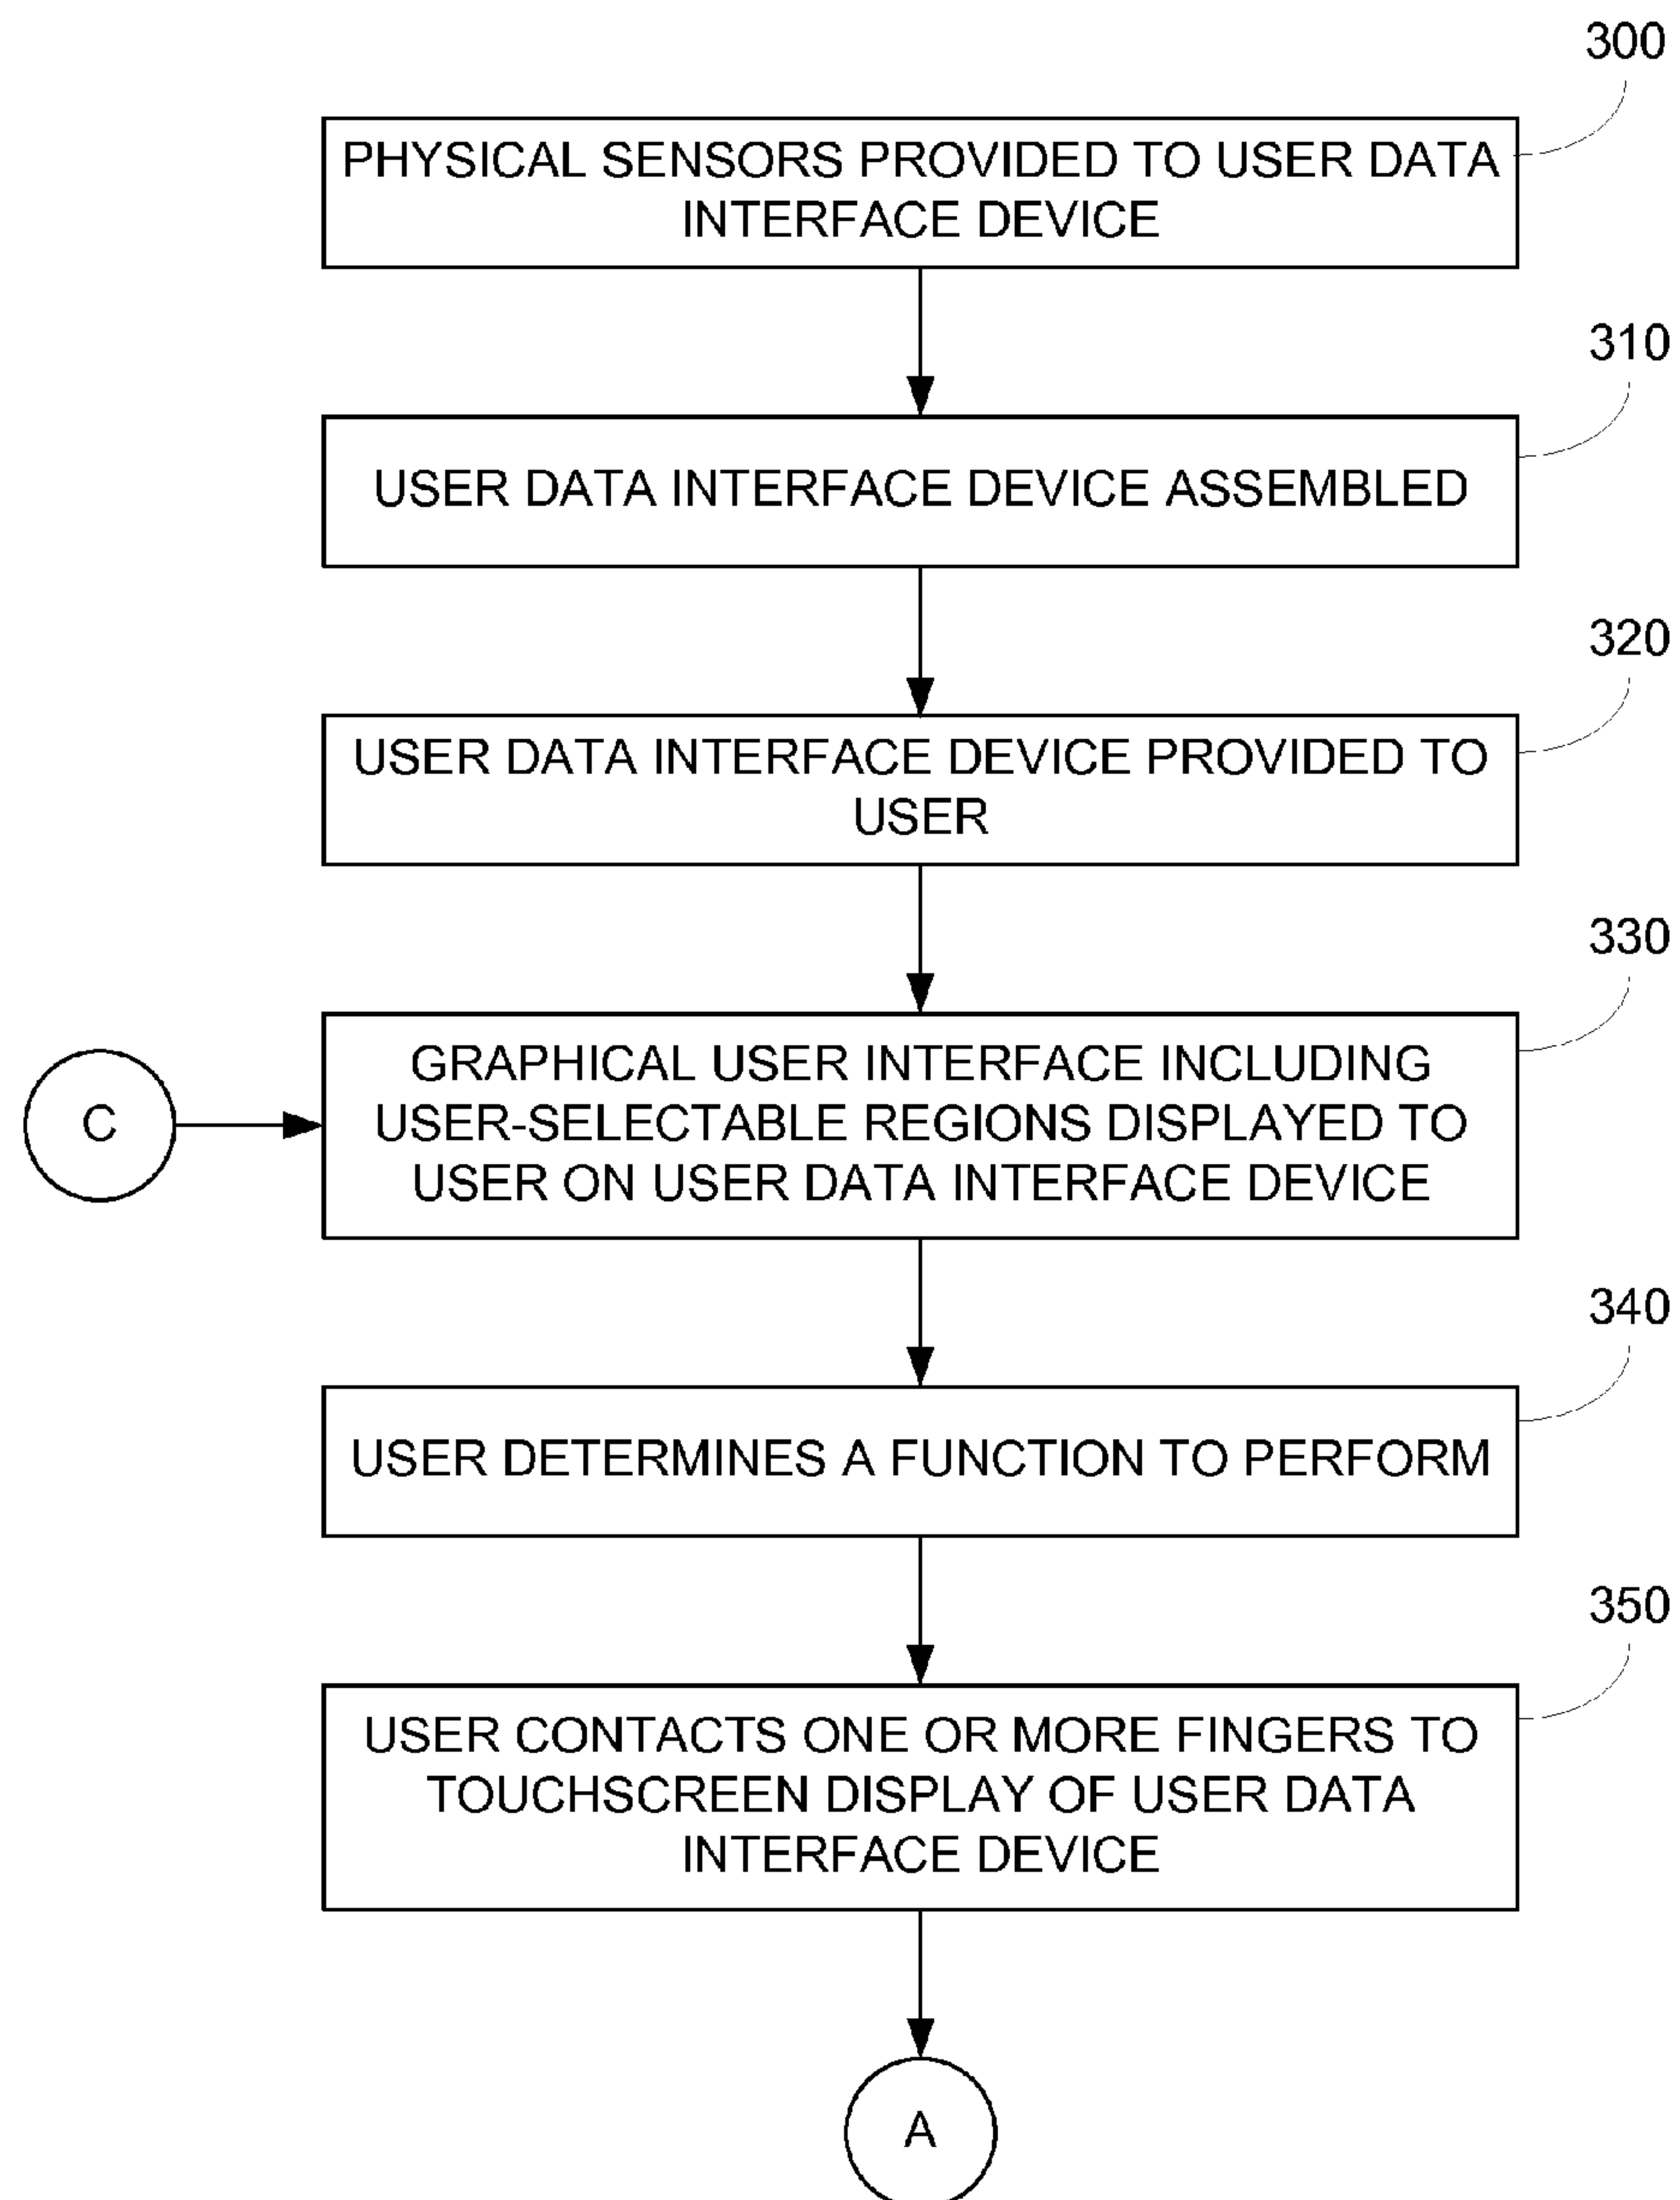 300
PHYSICAL SENSORS PROVIDED TO USER DATA
INTERFACE DEVICE
310
USER DATA INTERFACE DEVICE ASSEMBLED
320
USER DATA INTERFACE DEVICE PROVIDED TO
USER
330
GRAPHICAL USER INTERFACE INCLUDING
USER-SELECTABLE REGIONS DISPLAYED TO
USER ON USER DATA INTERFACE DEVICE
C
340
USER DETERMINES A FUNCTION TO PERFORM
350
USER CONTACTS ONE OR MORE FINGERS TO
TOUCHSCREEN DISPLAY OF USER DATA
INTERFACE DEVICE
A